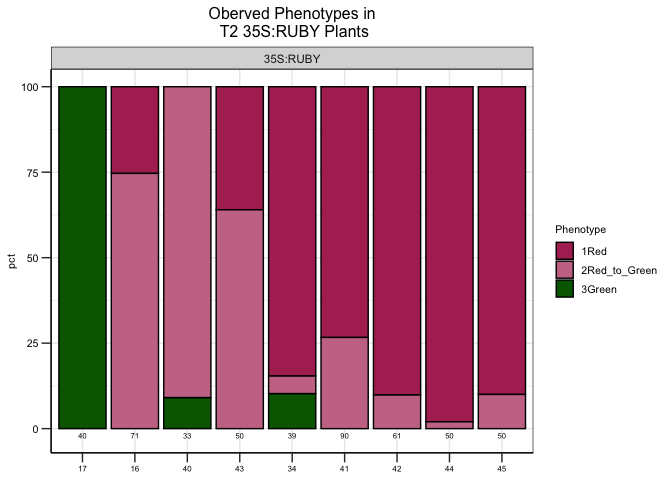 Oberved Phenotypes in
T2 35S:RUBY Plants
35S:RUBY
100
75
50
25
0
pct
40 71 33 50 39 90 61 50 50
17 16 40 43 34 41 42 44 45
Phenotype
1Red
2Red_to_Green
3Green